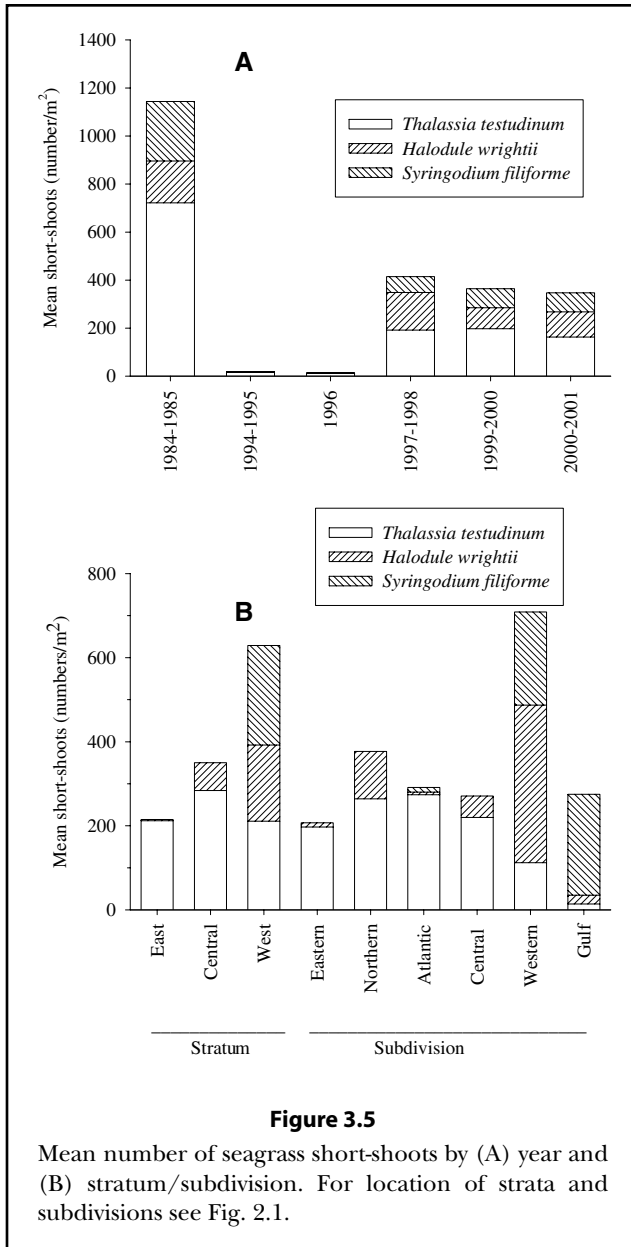 A
Mean short-shoots (number/m²)
1400
1200
1000
800
600
400
200
0
Thalassia testudinum
Halodule wrightii
Syringodium filiforme
1984-1985
1994-1995
1996
1997-1998
1999-2000
2000-2001
B
Mean short-shoots (numbers/m²)
800
600
400
200
0
Thalassia testudinum
Halodule wrightii
Syringodium filiforme
East
Central
West
Eastern
Northern
Atlantic
Central
Western
Gulf
Stratum
Subdivision
Figure 3.5
Mean number of seagrass short-shoots by (A) year and
(B) stratum/subdivision. For location of strata and
subdivisions see Fig. 2.1.